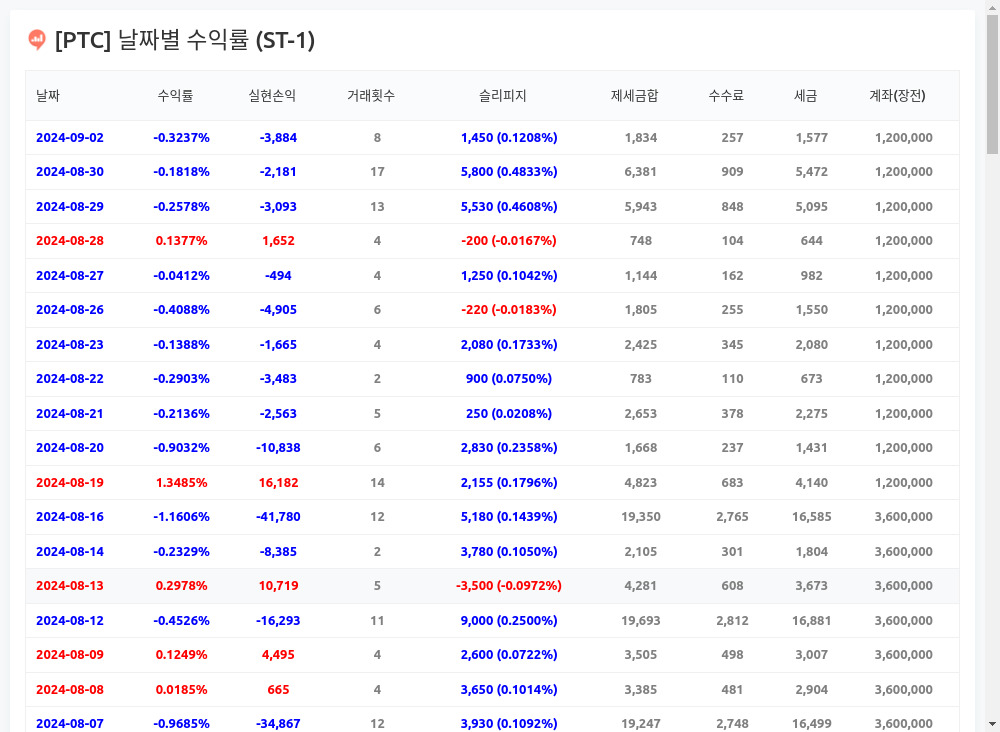 [PTC] 날짜별 수익률 (ST-1)
날짜 수익률 실현손익 거래횟수 슬리피지 제세금합 수수료 세금 계좌(장전)
2024-09-02 -0.3237% -3,884 8 1,450 (0.1208%) 1,834 257 1,577 1,200,000
2024-08-30 -0.1818% -2,181 17 5,800 (0.4833%) 6,381 909 5,472 1,200,000
2024-08-29 -0.2578% -3,093 13 5,530 (0.4608%) 5,943 848 5,095 1,200,000
2024-08-28 0.1377% 1,652 4 -200 (-0.0167%) 748 104 644 1,200,000
2024-08-27 -0.0412% -494 4 1,250 (0.1042%) 1,144 162 982 1,200,000
2024-08-26 -0.4088% -4,905 6 -220 (-0.0183%) 1,805 255 1,550 1,200,000
2024-08-23 -0.1388% -1,665 4 2,080 (0.1733%) 2,425 345 2,080 1,200,000
2024-08-22 -0.2903% -3,483 2 900 (0.0750%) 783 110 673 1,200,000
2024-08-21 -0.2136% -2,563 5 250 (0.0208%) 2,653 378 2,275 1,200,000
2024-08-20 -0.9032% -10,838 6 2,830 (0.2358%) 1,668 237 1,431 1,200,000
2024-08-19 1.3485% 16,182 14 2,155 (0.1796%) 4,823 683 4,140 1,200,000
2024-08-16 -1.1606% -41,780 12 5,180 (0.1439%) 19,350 2,765 16,585 3,600,000
2024-08-14 -0.2329% -8,385 2 3,780 (0.1050%) 2,105 301 1,804 3,600,000
2024-08-13 0.2978% 10,719 5 -3,500 (-0.0972%) 4,281 608 3,673 3,600,000
2024-08-12 -0.4526% -16,293 11 9,000 (0.2500%) 19,693 2,812 16,881 3,600,000
2024-08-09 0.1249% 4,495 4 2,600 (0.0722%) 3,505 498 3,007 3,600,000
2024-08-08 0.0185% 665 4 3,650 (0.1014%) 3,385 481 2,904 3,600,000
2024-08-07 -0.9685% -34,867 12 3,930 (0.1092%) 19,247 2,748 16,499 3,600,000